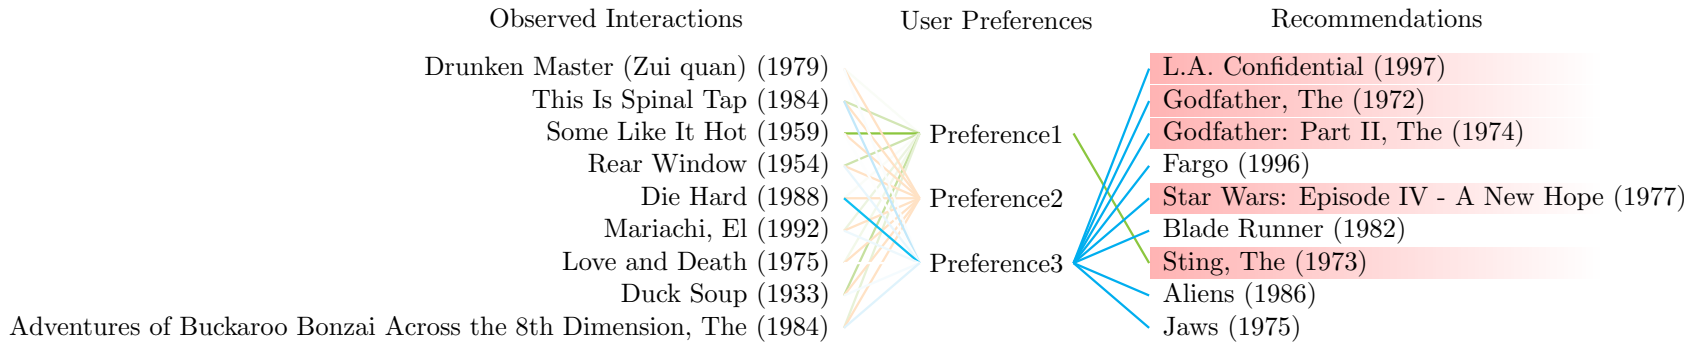 Observed Interactions
User Preferences
Recommendations
Drunken Master (Zui quan) (1979)
This Is Spinal Tap (1984)
Some Like It Hot (1959)
Rear Window (1954)
Die Hard (1988)
Mariachi, El (1992)
Love and Death (1975)
Duck Soup (1933)
Adventures of Buckaroo Bonzai Across the 8th Dimension, The (1984)
Preference1
Preference2
Preference3
L.A. Confidential (1997)
Godfather, The (1972)
Godfather: Part II, The (1974)
Fargo (1996)
Star Wars: Episode IV - A New Hope (1977)
Blade Runner (1982)
Sting, The (1973)
Aliens (1986)
Jaws (1975)